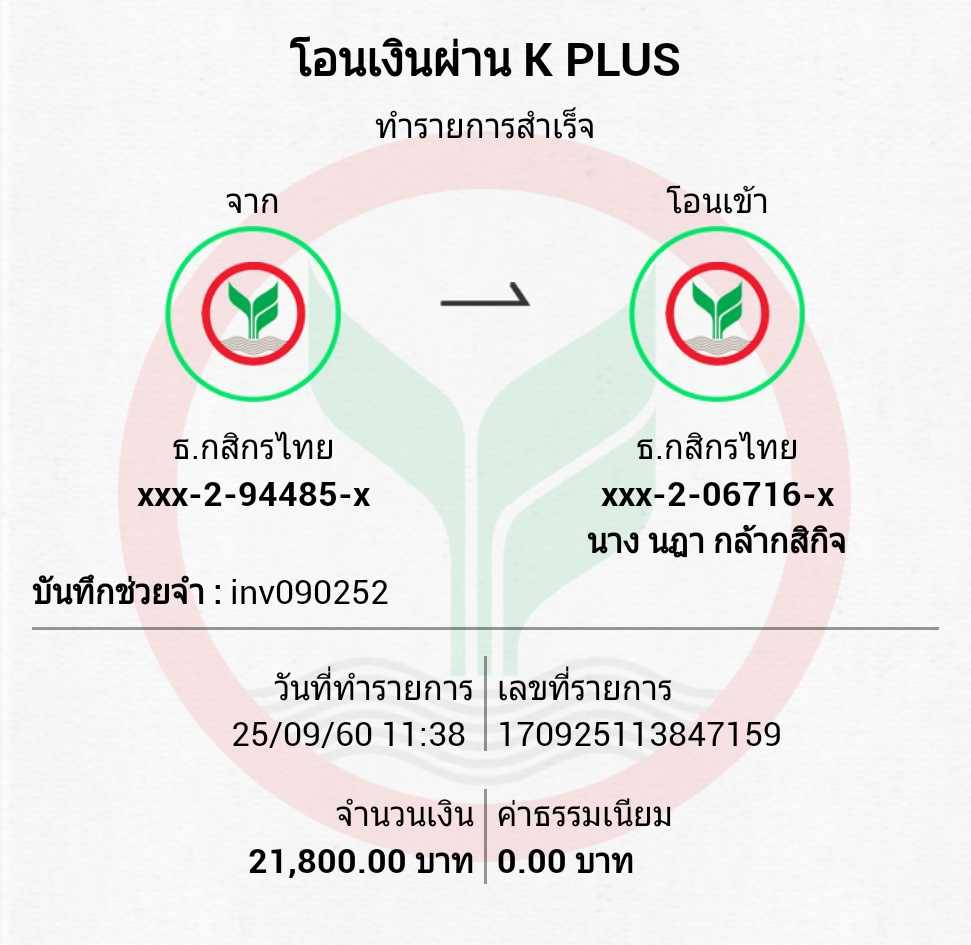 โอนเงินผ่าน K PLUS
ทำรายการสำเร็จ
จาก
โอนเข้า
ธ.กสิกรไทย
xxx-2-94485-x
ธ.กสิกรไทย
xxx-2-06716-x
นาง นฎา กล้ากสิกิจ
บันทึกช่วยจำ : inv090252
วันที่ทำรายการ
25/09/60 11:38
เลขที่รายการ
170925113847159
จำนวนเงิน
21,800.00 บาท
ค่าธรรมเนียม
0.00 บาท